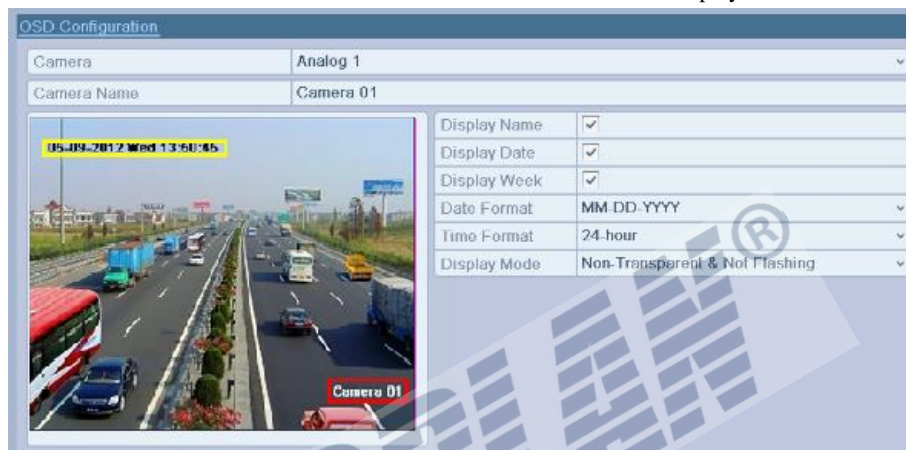 OSD Configuration
Camera
Analog 1
Camera Name
Camera 01
05-09-2012 Wed 13:50:45
Camera 01
Display Name
Display Date
Display Week
Date Format
MM-DD-YYYY
Time Format
24-hour
Display Mode
Non-Transparent & Not Flashing